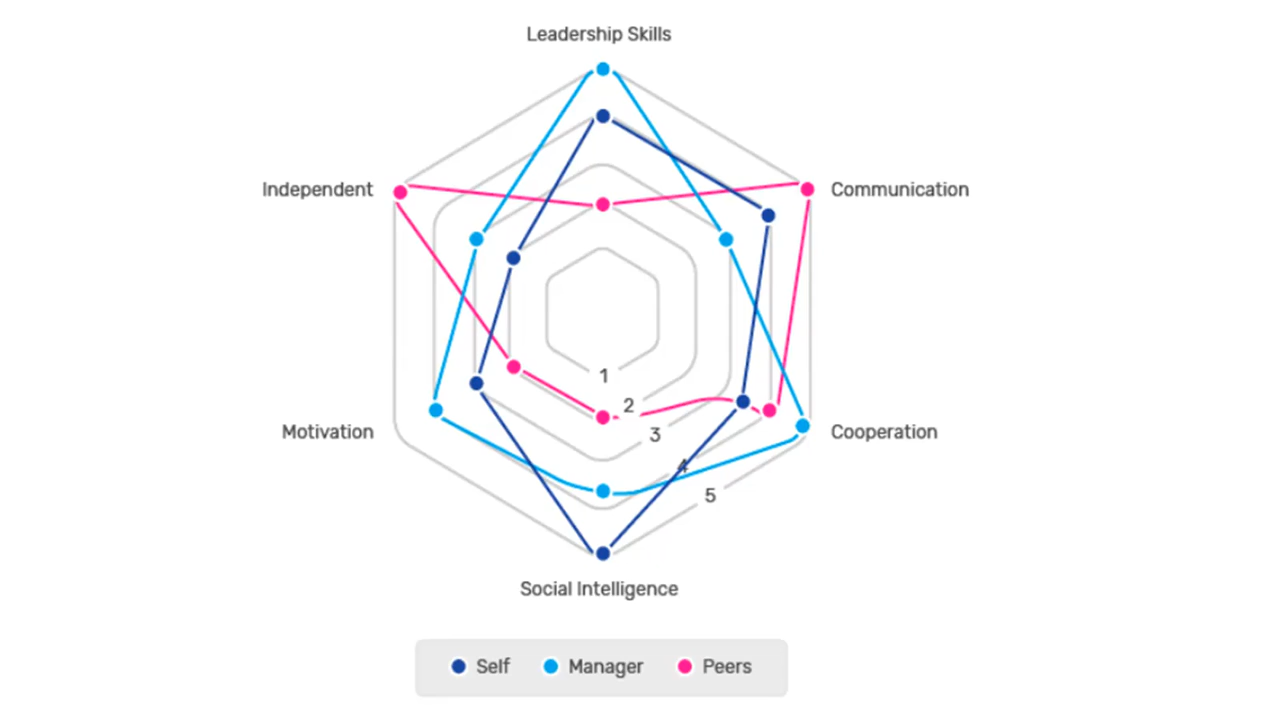 Leadership Skills
Independent
Communication
1
2
3
4
5
Motivation
Cooperation
Social Intelligence
Self Manager Peers